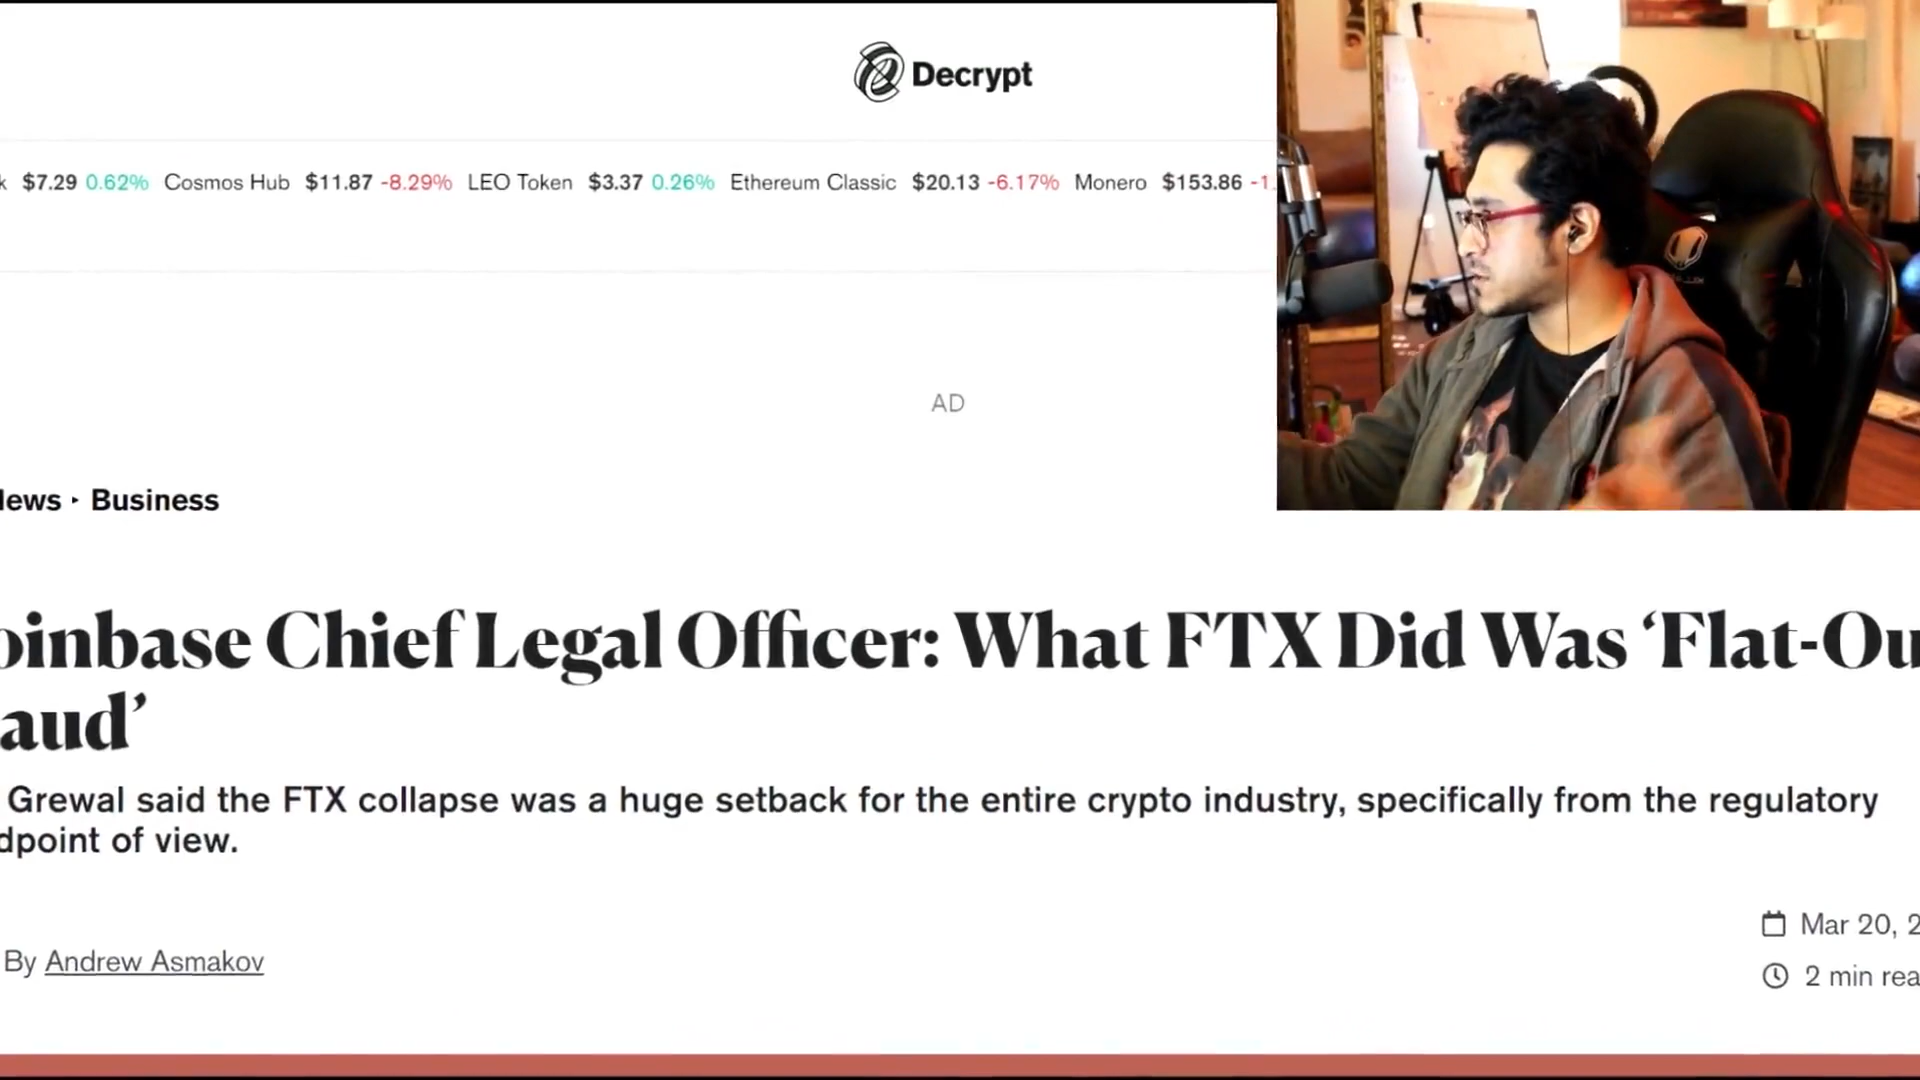 Decrypt
$7.29 0.62% Cosmos Hub $11.87 -8.29% LEO Token $3.37 0.26% Ethereum Classic $20.13 -6.17% Monero $153.86 -1
ews • Business
oinbase Chief Legal Officer: What FTX Did Was ‘Flat-Ou
aud’
Grewal said the FTX collapse was a huge setback for the entire crypto industry, specifically from the regulatory
dpoint of view.
By Andrew Asmakov
Mar 20, 2
2 min rea
AD